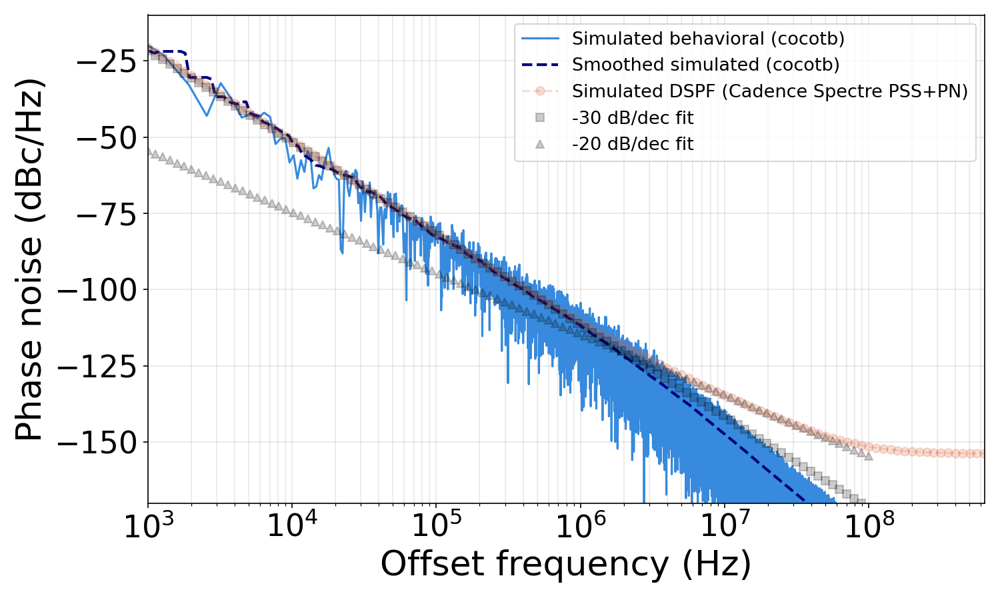 Simulated behavioral (cocotb)
Smoothed simulated (cocotb)
Simulated DSPF (Cadence Spectre PSS+PN)
-30 dB/dec fit
-20 dB/dec fit
Phase noise (dBc/Hz)
−25
−50
−75
−100
−125
−150
10³ 10⁴ 10⁵ 10⁶ 10⁷ 10⁸
Offset frequency (Hz)